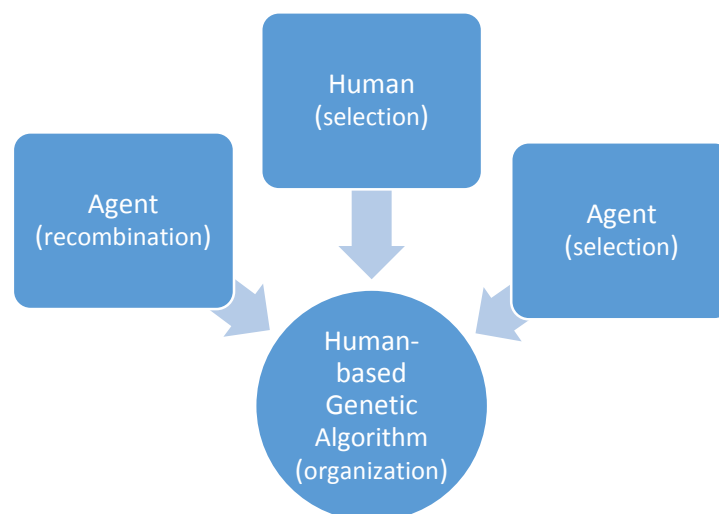 Human
(selection)
Agent
(recombination)
Agent
(selection)
Human-
based
Genetic
Algorithm
(organization)